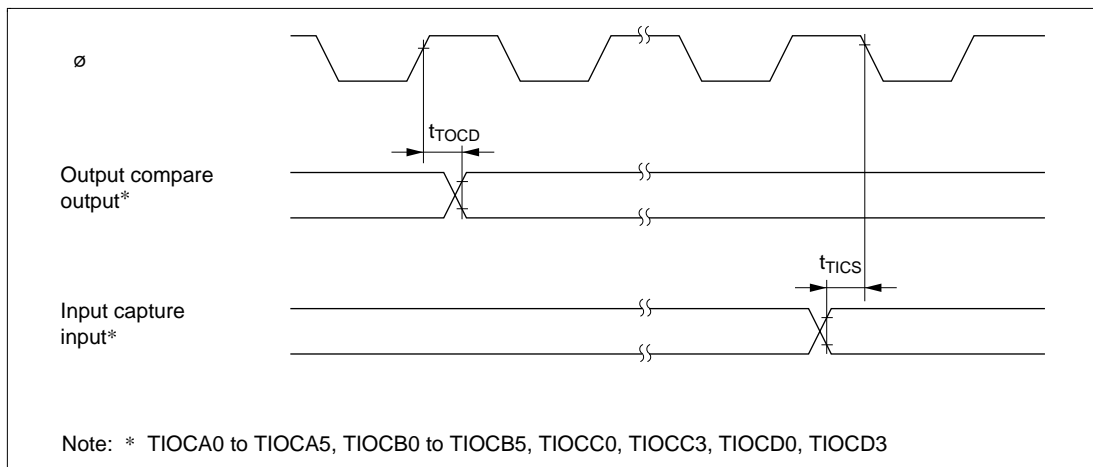 ø
tTOCD
Output compare
output*
tTICS
Input capture
input*
Note: * TIOCA0 to TIOCA5, TIOCB0 to TIOCB5, TIOCC0, TIOCC3, TIOCD0, TIOCD3